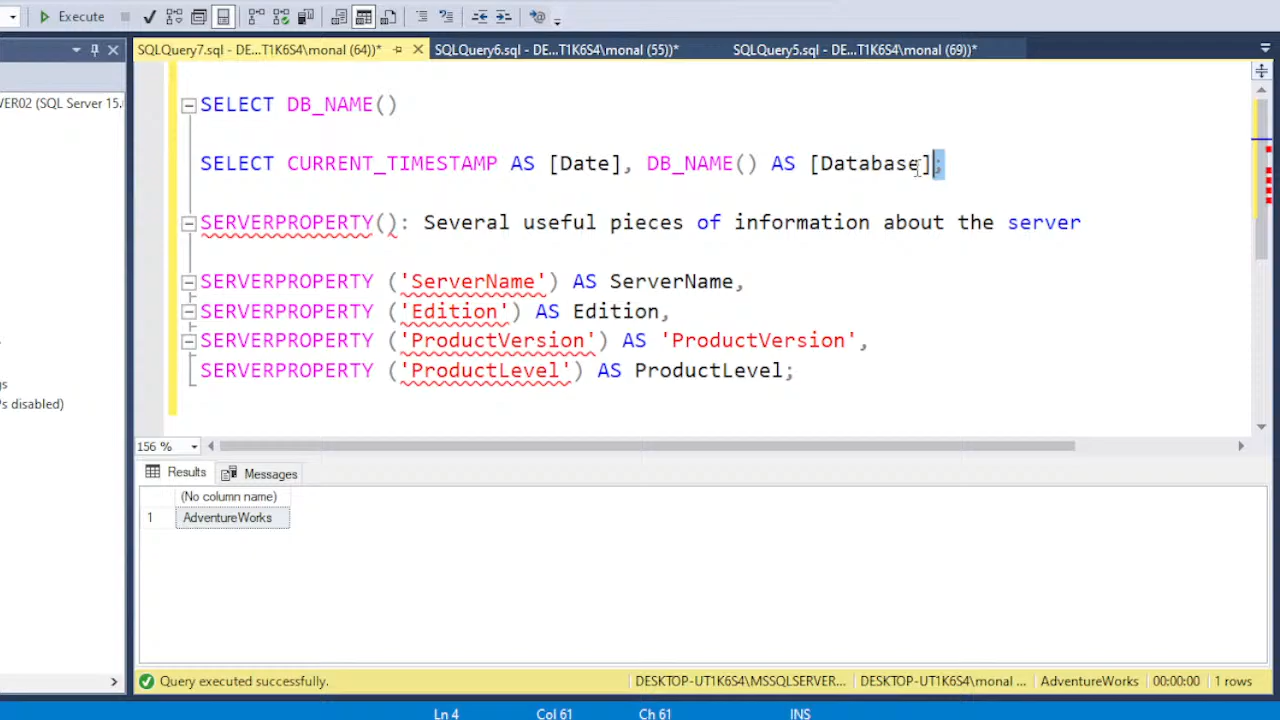 Execute
SQLQuery7.sql - DE...T1K6S4\monal (64))* SQLQuery6.sql - DE...T1K6S4\monal (55))* SQLQuery5.sql - DE...T1K6S4\monal (69))*
VER02 (SQL Server 15.
SELECT DB_NAME()
SELECT CURRENT_TIMESTAMP AS [Date], DB_NAME() AS [Database];
SERVERPROPERTY(): Several useful pieces of information about the server
SERVERPROPERTY ('ServerName') AS ServerName,
SERVERPROPERTY ('Edition') AS Edition,
SERVERPROPERTY ('ProductVersion') AS 'ProductVersion',
SERVERPROPERTY ('ProductLevel') AS ProductLevel;
gs
s disabled)
156 %
Results Messages
(No column name)
1 AdventureWorks
Query executed successfully. DESKTOP-UT1K6S4\MSSQLSERVER... DESKTOP-UT1K6S4\monal ... AdventureWorks 00:00:00 1 rows
Ln 4 Col 61 Ch 61 INS